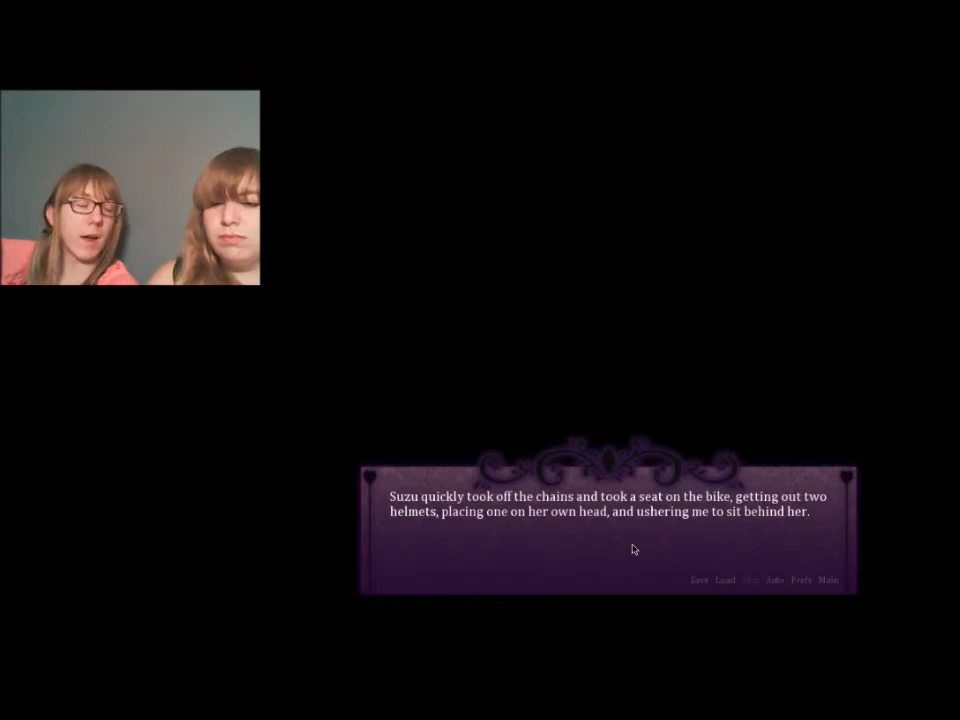 Suzu quickly took off the chains and took a seat on the bike, getting out two
helmets, placing one on her own head, and ushering me to sit behind her.
Save Load Skip Auto Prefs Main